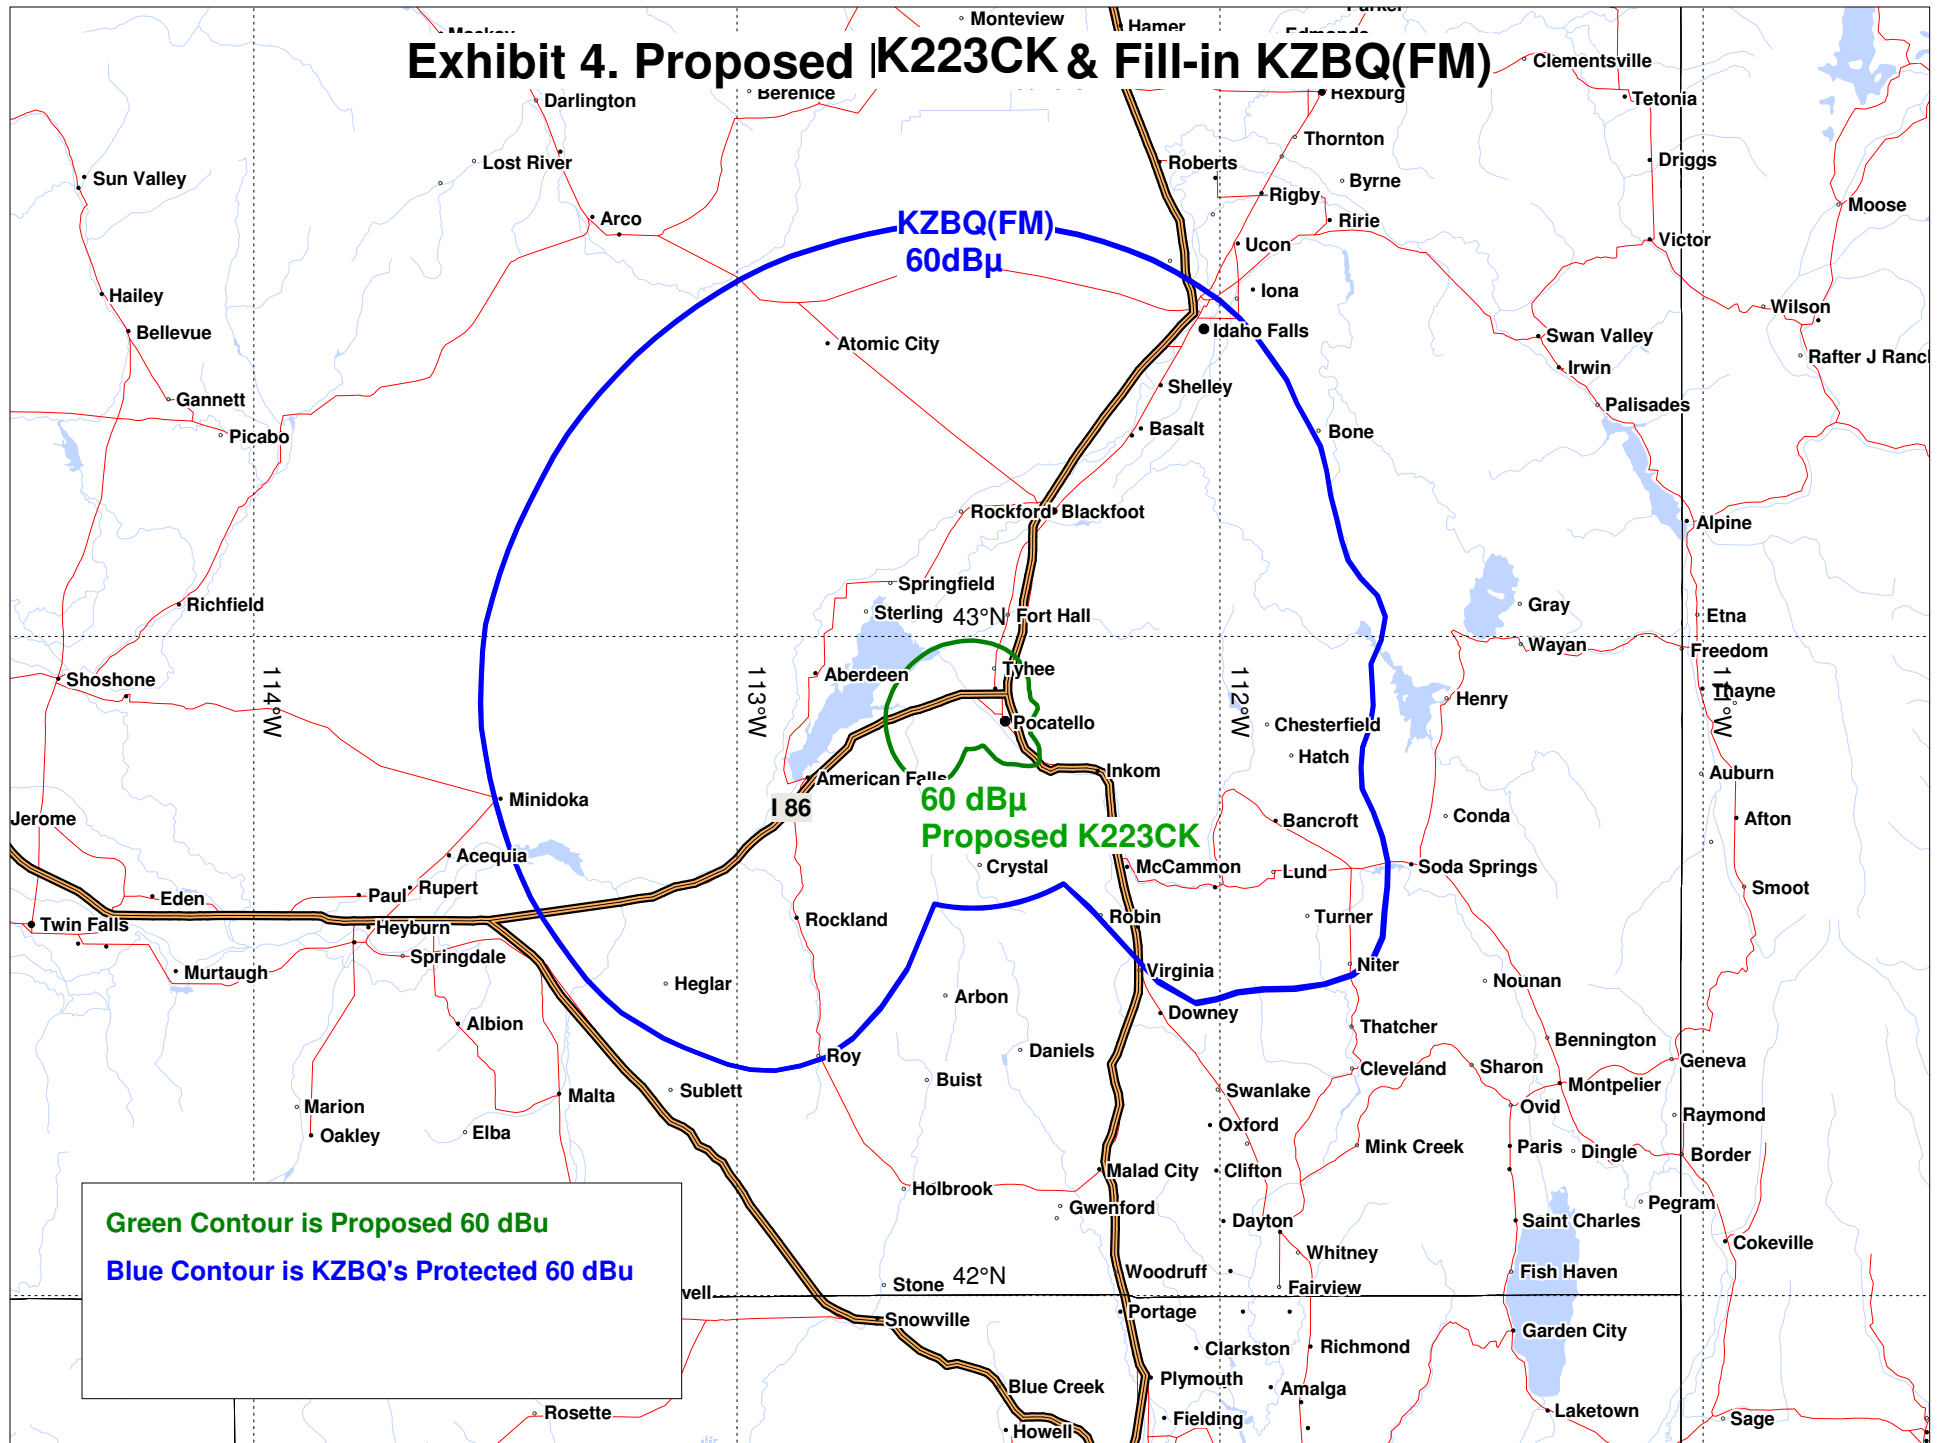 Monteview
Hamer
Exhibit 4. Proposed K223CK & Fill-in KZBQ(FM)
Clementsville
Darlington
Berenice
Rexburg
Tetonia
Thornton
Lost River
Roberts
Driggs
Sun Valley
Byrne
Rigby
Moose
Arco
KZBQ(FM)
Ririe
Ucon
Victor
60dBµ
Hailey
Iona
Wilson
Bellevue
Idaho Falls
Swan Valley
Atomic City
Rafter J Ranc
Irwin
Shelley
Gannett
Palisades
Picabo
Basalt
Bone
Rockford
Blackfoot
Alpine
Springfield
Richfield
Sterling
43°N
Fort Hall
Gray
Etna
Wayan
Freedom
Shoshone
Aberdeen
Tyhee
114°W
113°W
112°W
111°W
Thayne
Henry
Pocatello
Chesterfield
Hatch
American Falls
Inkom
Auburn
Minidoka
60 dBµ
I 86
Jerome
Proposed K223CK
Bancroft
Conda
Afton
Acequia
Crystal
McCammon
Lund
Soda Springs
Eden
Paul
Rupert
Smoot
Twin Falls
Heyburn
Rockland
Robin
Turner
Springdale
Murtaugh
Virginia
Niter
Heglar
Arbon
Nounan
Albion
Downey
Thatcher
Roy
Daniels
Bennington
Cleveland
Sharon
Geneva
Sublett
Buist
Swanlake
Montpelier
Malta
Marion
Ovid
Raymond
Oakley
Elba
Oxford
Mink Creek
Paris
Dingle
Border
Malad City
Clifton
Holbrook
Gwenford
Pegram
Green Contour is Proposed 60 dBu
Dayton
Saint Charles
Cokeville
Whitney
Blue Contour is KZBQ's Protected 60 dBu
Stone
42°N
Woodruff
Fish Haven
Fairview
vell
Snowville
Portage
Garden City
Clarkston
Richmond
Blue Creek
Plymouth
Amalga
Rosette
Fielding
Laketown
Sage
Howell